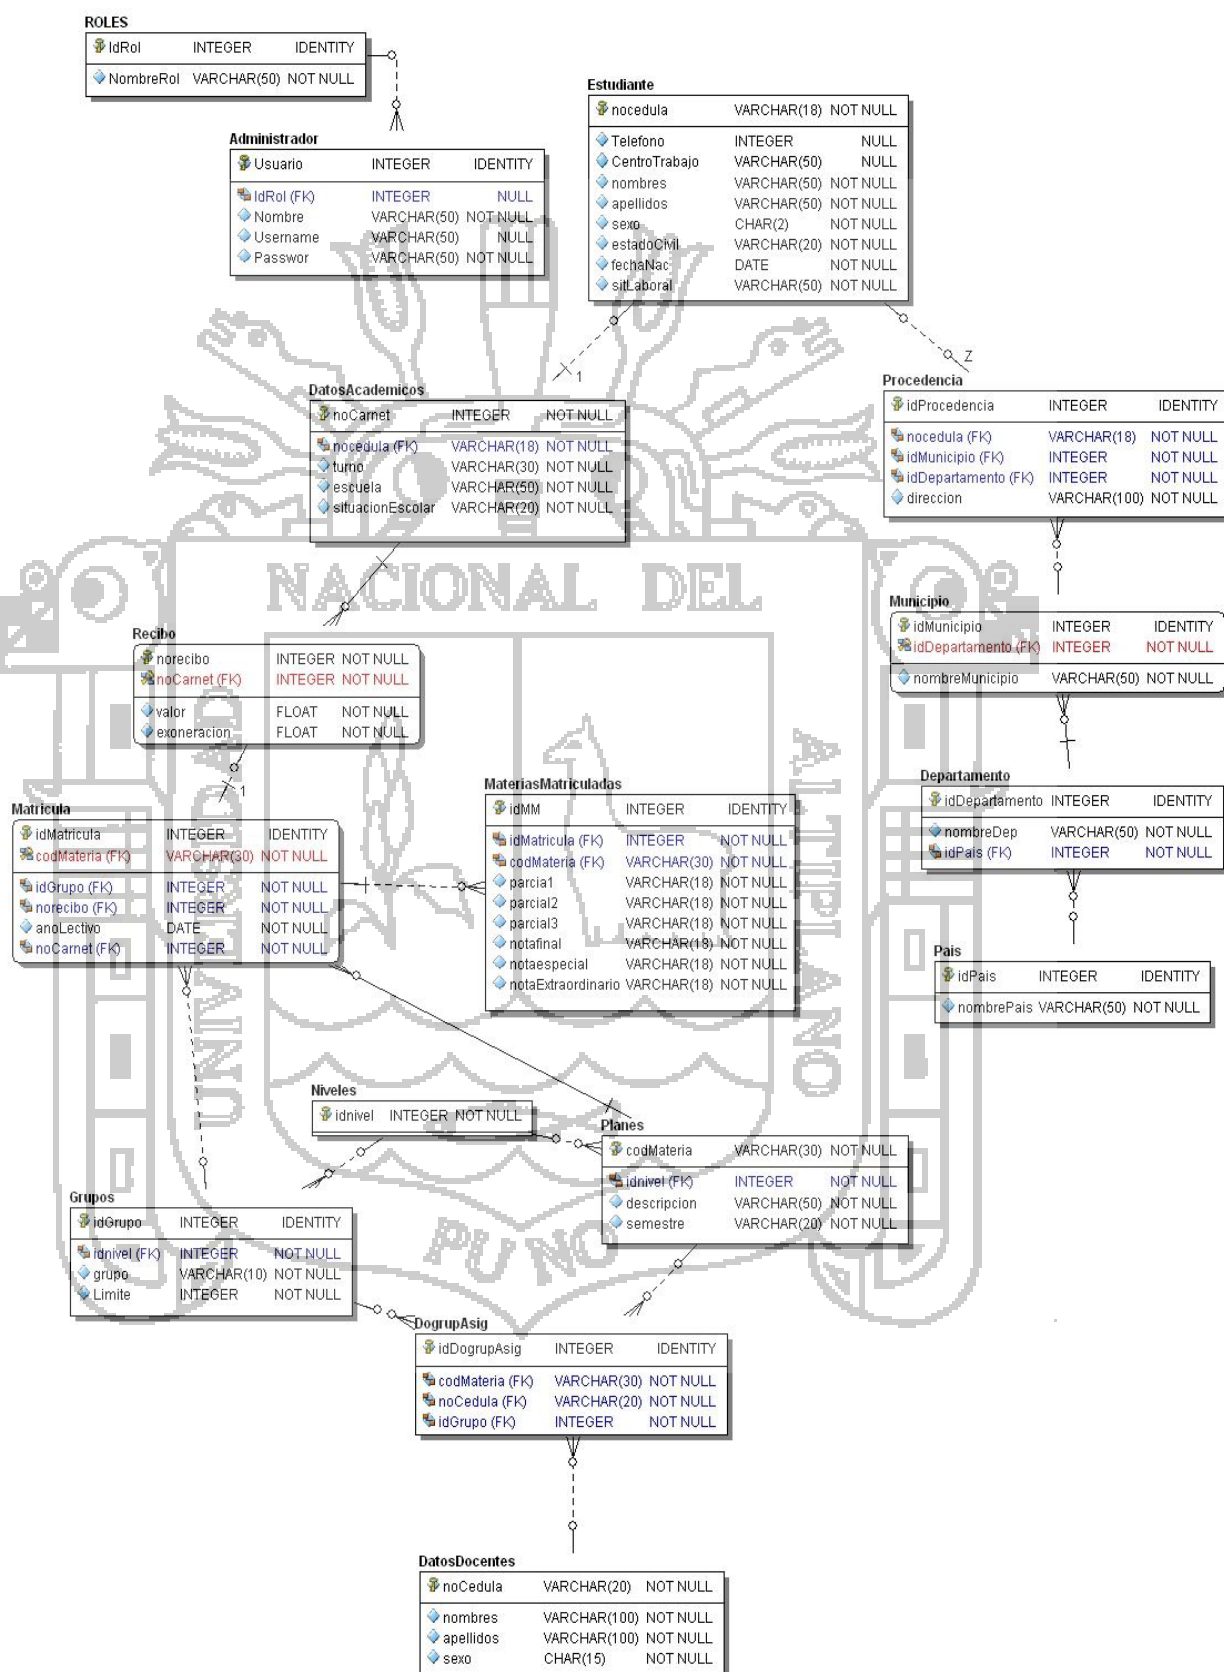 ROLES
IdRol INTEGER IDENTITY
NombreRol VARCHAR(50) NOT NULL
Administrador
Usuario INTEGER IDENTITY
IdRol (FK) INTEGER NULL
Nombre VARCHAR(50) NOT NULL
Username VARCHAR(50) NULL
Passwor VARCHAR(50) NOT NULL
Estudiante
nocedula VARCHAR(18) NOT NULL
Telefono INTEGER NULL
CentroTrabajo VARCHAR(50) NULL
nombres VARCHAR(50) NOT NULL
apellidos VARCHAR(50) NOT NULL
sexo CHAR(2) NOT NULL
estadoCivil VARCHAR(20) NOT NULL
fechaNac DATE NOT NULL
sitLaboral VARCHAR(50) NOT NULL
1
Z
DatosAcademicos
noCarnet INTEGER NOT NULL
nocedula (FK) VARCHAR(18) NOT NULL
turno VARCHAR(30) NOT NULL
escuela VARCHAR(50) NOT NULL
situacionEscolar VARCHAR(20) NOT NULL
Procedencia
idProcedencia INTEGER IDENTITY
nocedula (FK) VARCHAR(18) NOT NULL
idMunicipio (FK) INTEGER NOT NULL
idDepartamento (FK) INTEGER NOT NULL
direccion VARCHAR(100) NOT NULL
NACIONAL DEL
Recibo
norecibo INTEGER NOT NULL
noCarnet (FK) INTEGER NOT NULL
valor FLOAT NOT NULL
exoneracion FLOAT NOT NULL
1
Municipio
idMunicipio INTEGER IDENTITY
idDepartamento (FK) INTEGER NOT NULL
nombreMunicipio VARCHAR(50) NOT NULL
UNIVERSIDAD
ALTIPLANO
Matricula
idMatricula INTEGER IDENTITY
codMateria (FK) VARCHAR(30) NOT NULL
idGrupo (FK) INTEGER NOT NULL
norecibo (FK) INTEGER NOT NULL
anoLectivo DATE NOT NULL
noCarnet (FK) INTEGER NOT NULL
MateriasMatriculadas
idMM INTEGER IDENTITY
idMatricula (FK) INTEGER NOT NULL
codMateria (FK) VARCHAR(30) NOT NULL
parcia1 VARCHAR(18) NOT NULL
parcial2 VARCHAR(18) NOT NULL
parcial3 VARCHAR(18) NOT NULL
notafinal VARCHAR(18) NOT NULL
notaespecial VARCHAR(18) NOT NULL
notaExtraordinario VARCHAR(18) NOT NULL
Departamento
idDepartamento INTEGER IDENTITY
nombreDep VARCHAR(50) NOT NULL
idPais (FK) INTEGER NOT NULL
Pais
idPais INTEGER IDENTITY
nombrePais VARCHAR(50) NOT NULL
Niveles
idnivel INTEGER NOT NULL
Planes
codMateria VARCHAR(30) NOT NULL
idnivel (FK) INTEGER NOT NULL
descripcion VARCHAR(50) NOT NULL
semestre VARCHAR(20) NOT NULL
Grupos
idGrupo INTEGER IDENTITY
idnivel (FK) INTEGER NOT NULL
grupo VARCHAR(10) NOT NULL
Limite INTEGER NOT NULL
PUNO
DogrupAsig
idDogrupAsig INTEGER IDENTITY
codMateria (FK) VARCHAR(30) NOT NULL
noCedula (FK) VARCHAR(20) NOT NULL
idGrupo (FK) INTEGER NOT NULL
DatosDocentes
noCedula VARCHAR(20) NOT NULL
nombres VARCHAR(100) NOT NULL
apellidos VARCHAR(100) NOT NULL
sexo CHAR(15) NOT NULL